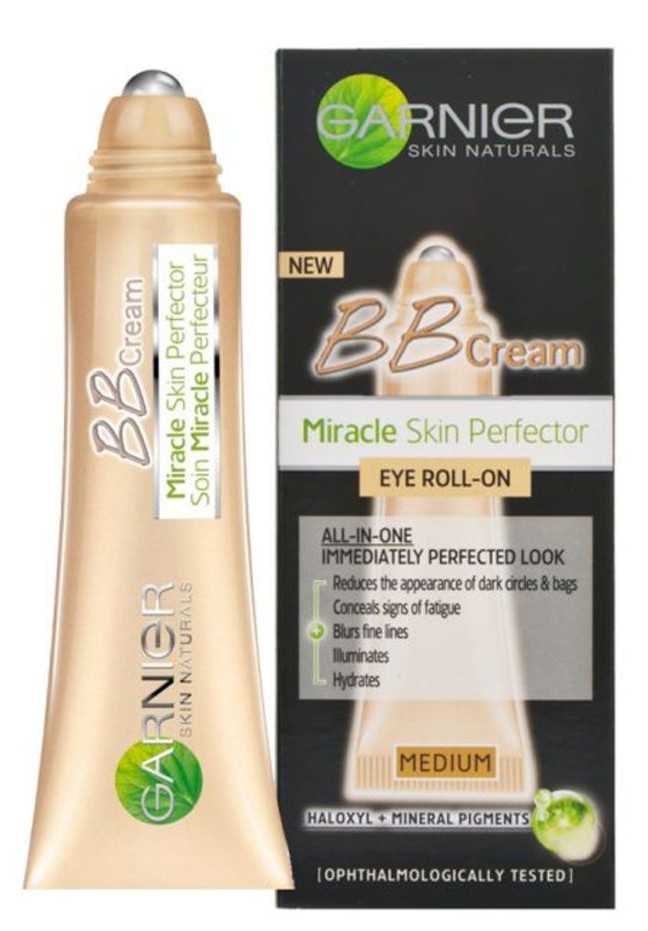 BB Cream
Miracle Skin Perfector
Soin Miracle Perfecteur
GARNIER
SKIN NATURALS
GARNIER
SKIN NATURALS
NEW
BB Cream
Miracle Skin Perfector
EYE ROLL-ON
ALL-IN-ONE
IMMEDIATELY PERFECTED LOOK
Reduces the appearance of dark circles & bags
Conceals signs of fatigue
+ Blurs fine lines
Illuminates
Hydrates
MEDIUM
HALOXYL + MINERAL PIGMENTS
[OPHTHALMOLOGICALLY TESTED]